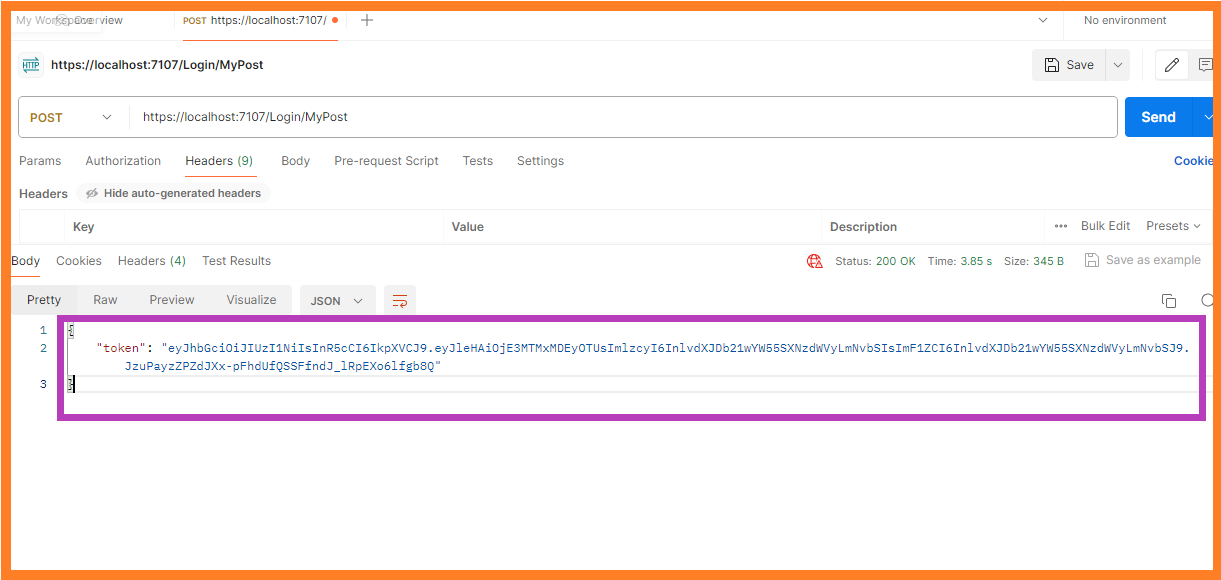 My Workspace Overview POST https://localhost:7107/ No environment
HTTP https://localhost:7107/Login/MyPost Save
POST https://localhost:7107/Login/MyPost Send
Params Authorization Headers (9) Body Pre-request Script Tests Settings Cookie
Headers Hide auto-generated headers
Key Value Description ••• Bulk Edit Presets
Body Cookies Headers (4) Test Results Status: 200 OK Time: 3.85 s Size: 345 B Save as example
Pretty Raw Preview Visualize JSON
1 {
2 "token": "eyJhbGciOiJIUzI1NiIsInR5cCI6IkpXVCJ9.eyJleHAiOjE3MTMxMDEyOTUsImlzcyI6InlvdXJDb21wYW55SXNzdWVyLmNvbSIsImF1ZCI6InlvdXJDb21wYW55SXNzdWVyLmNvbSJ9.
JzuPayzZPZdJXx-pFhdUfQSSFfndJ_lRpEXo6lfgb8Q"
3 }